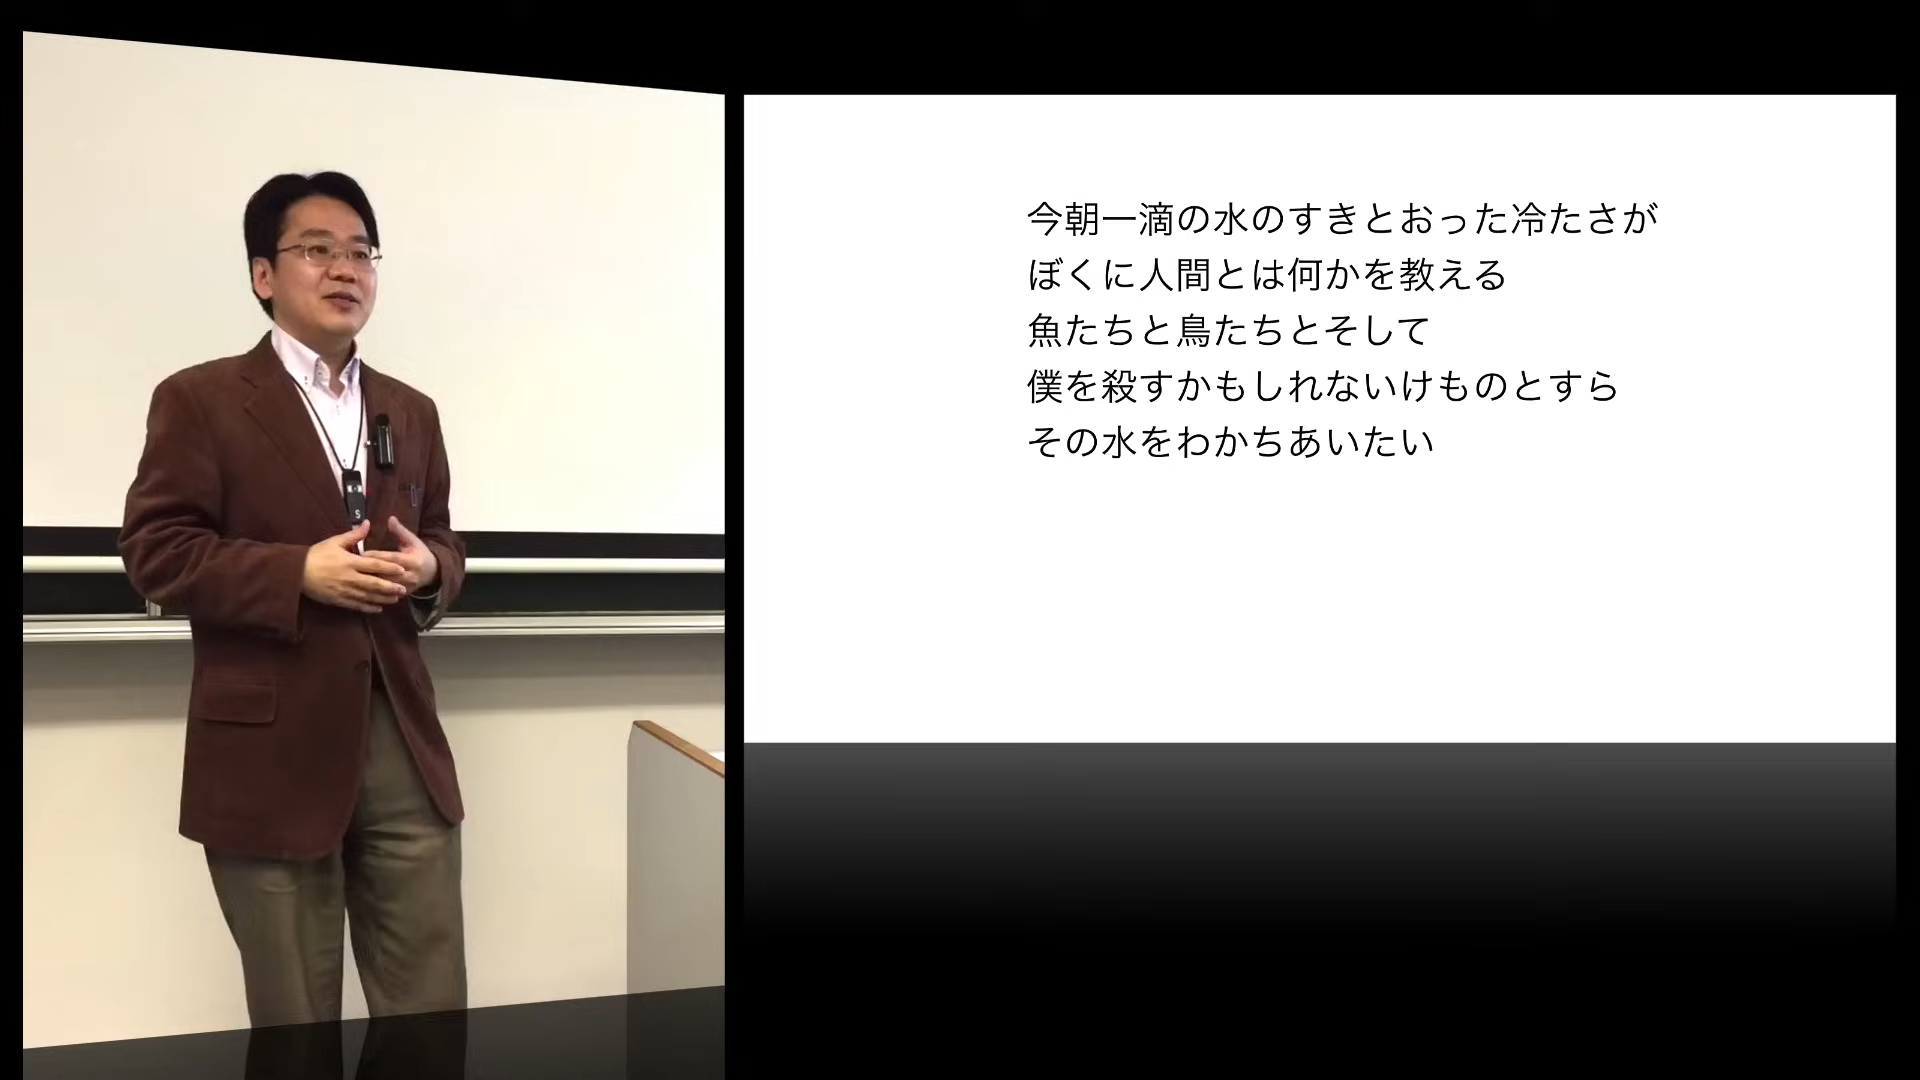 今朝一滴の水のすきとおった冷たさが
ぼくに人間とは何かを教える
魚たちと鳥たちとそして
僕を殺すかもしれないけものとすら
その水をわかちあいたい
S